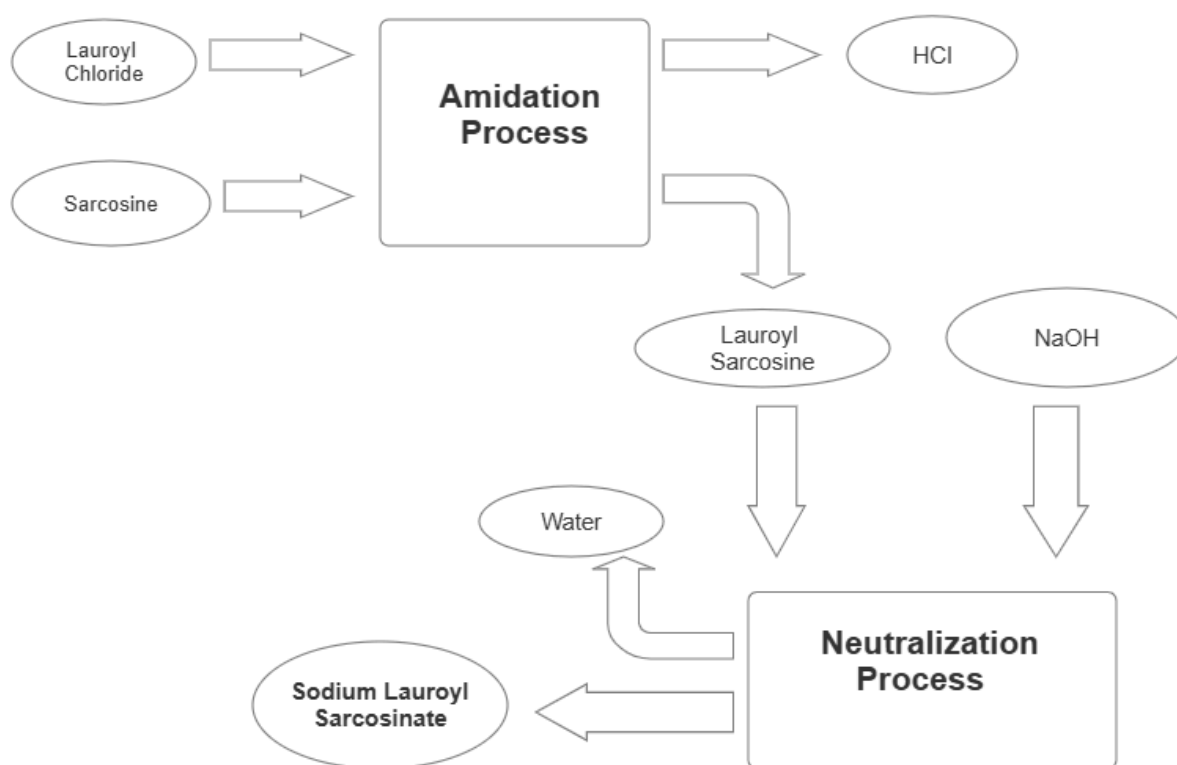 Lauroyl
Chloride
Amidation
Process
HCl
Sarcosine
Lauroyl
Sarcosine
NaOH
Water
Neutralization
Process
Sodium Lauroyl
Sarcosinate